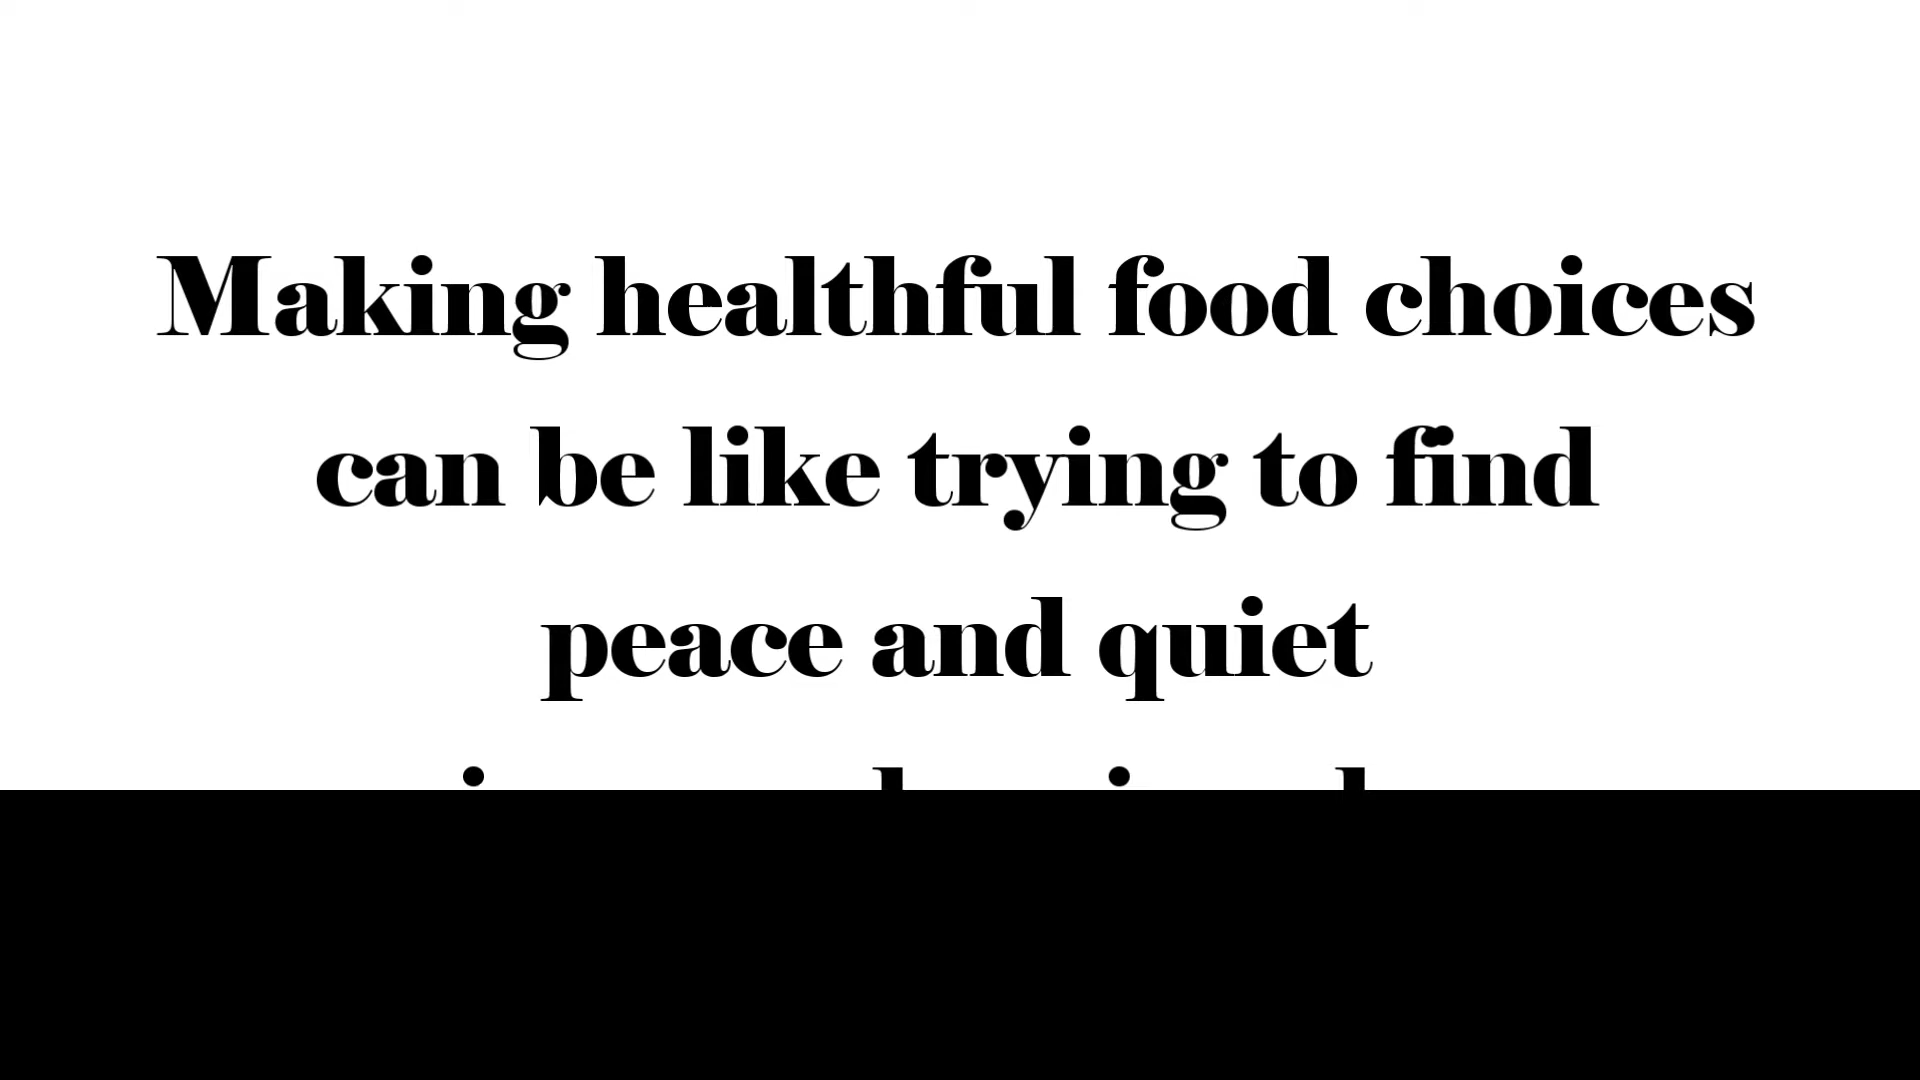 Making healthful food choices
can be like trying to find
peace and quiet